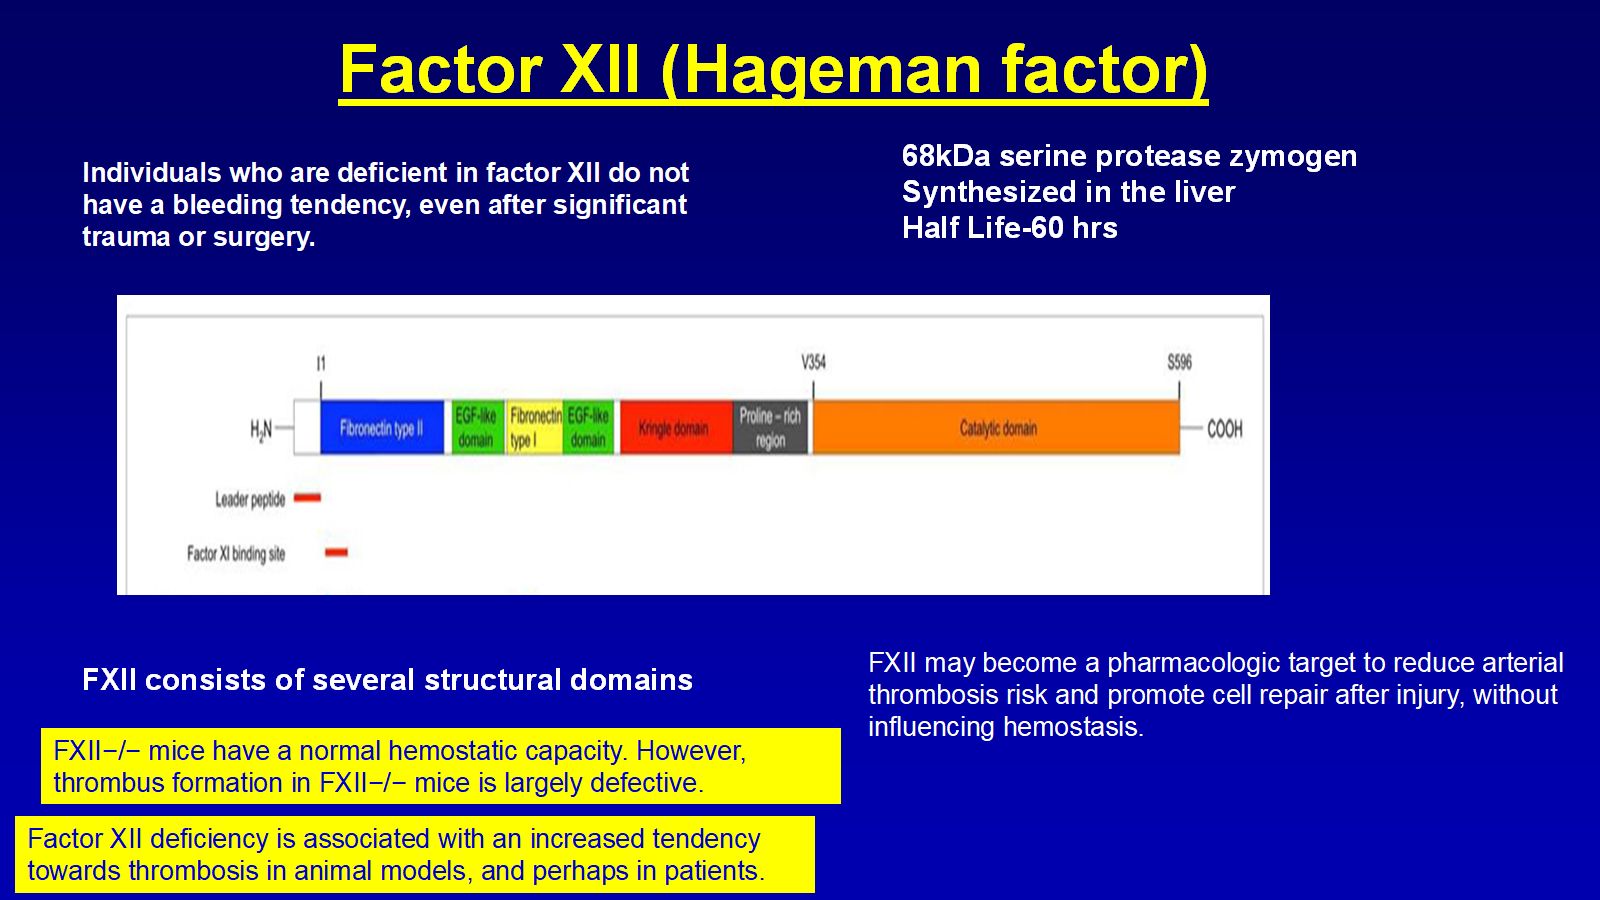 Factor XII (Hageman factor)
Individuals who are deficient in factor XII do not
have a bleeding tendency, even after significant
trauma or surgery.
68kDa serine protease zymogen
Synthesized in the liver
Half Life-60 hrs
I1
V354
S596
H2N
Fibronectin type II
EGF-like
domain
Fibronectin
type I
EGF-like
domain
Kringle domain
Proline – rich
region
Catalytic domain
COOH
Leader peptide
Factor XI binding site
FXII consists of several structural domains
FXII may become a pharmacologic target to reduce arterial
thrombosis risk and promote cell repair after injury, without
influencing hemostasis.
FXII−/− mice have a normal hemostatic capacity. However,
thrombus formation in FXII−/− mice is largely defective.
Factor XII deficiency is associated with an increased tendency
towards thrombosis in animal models, and perhaps in patients.